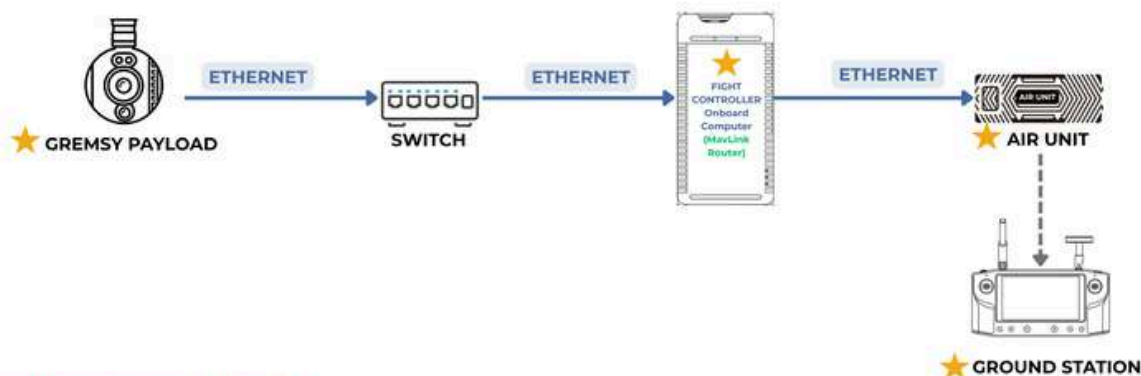 ETHERNET
ETHERNET
ETHERNET
FIGHT
CONTROLLER
Onboard
Computer
(MavLink
Router)
AIR UNIT
GREMSY PAYLOAD
SWITCH
AIR UNIT
GROUND STATION